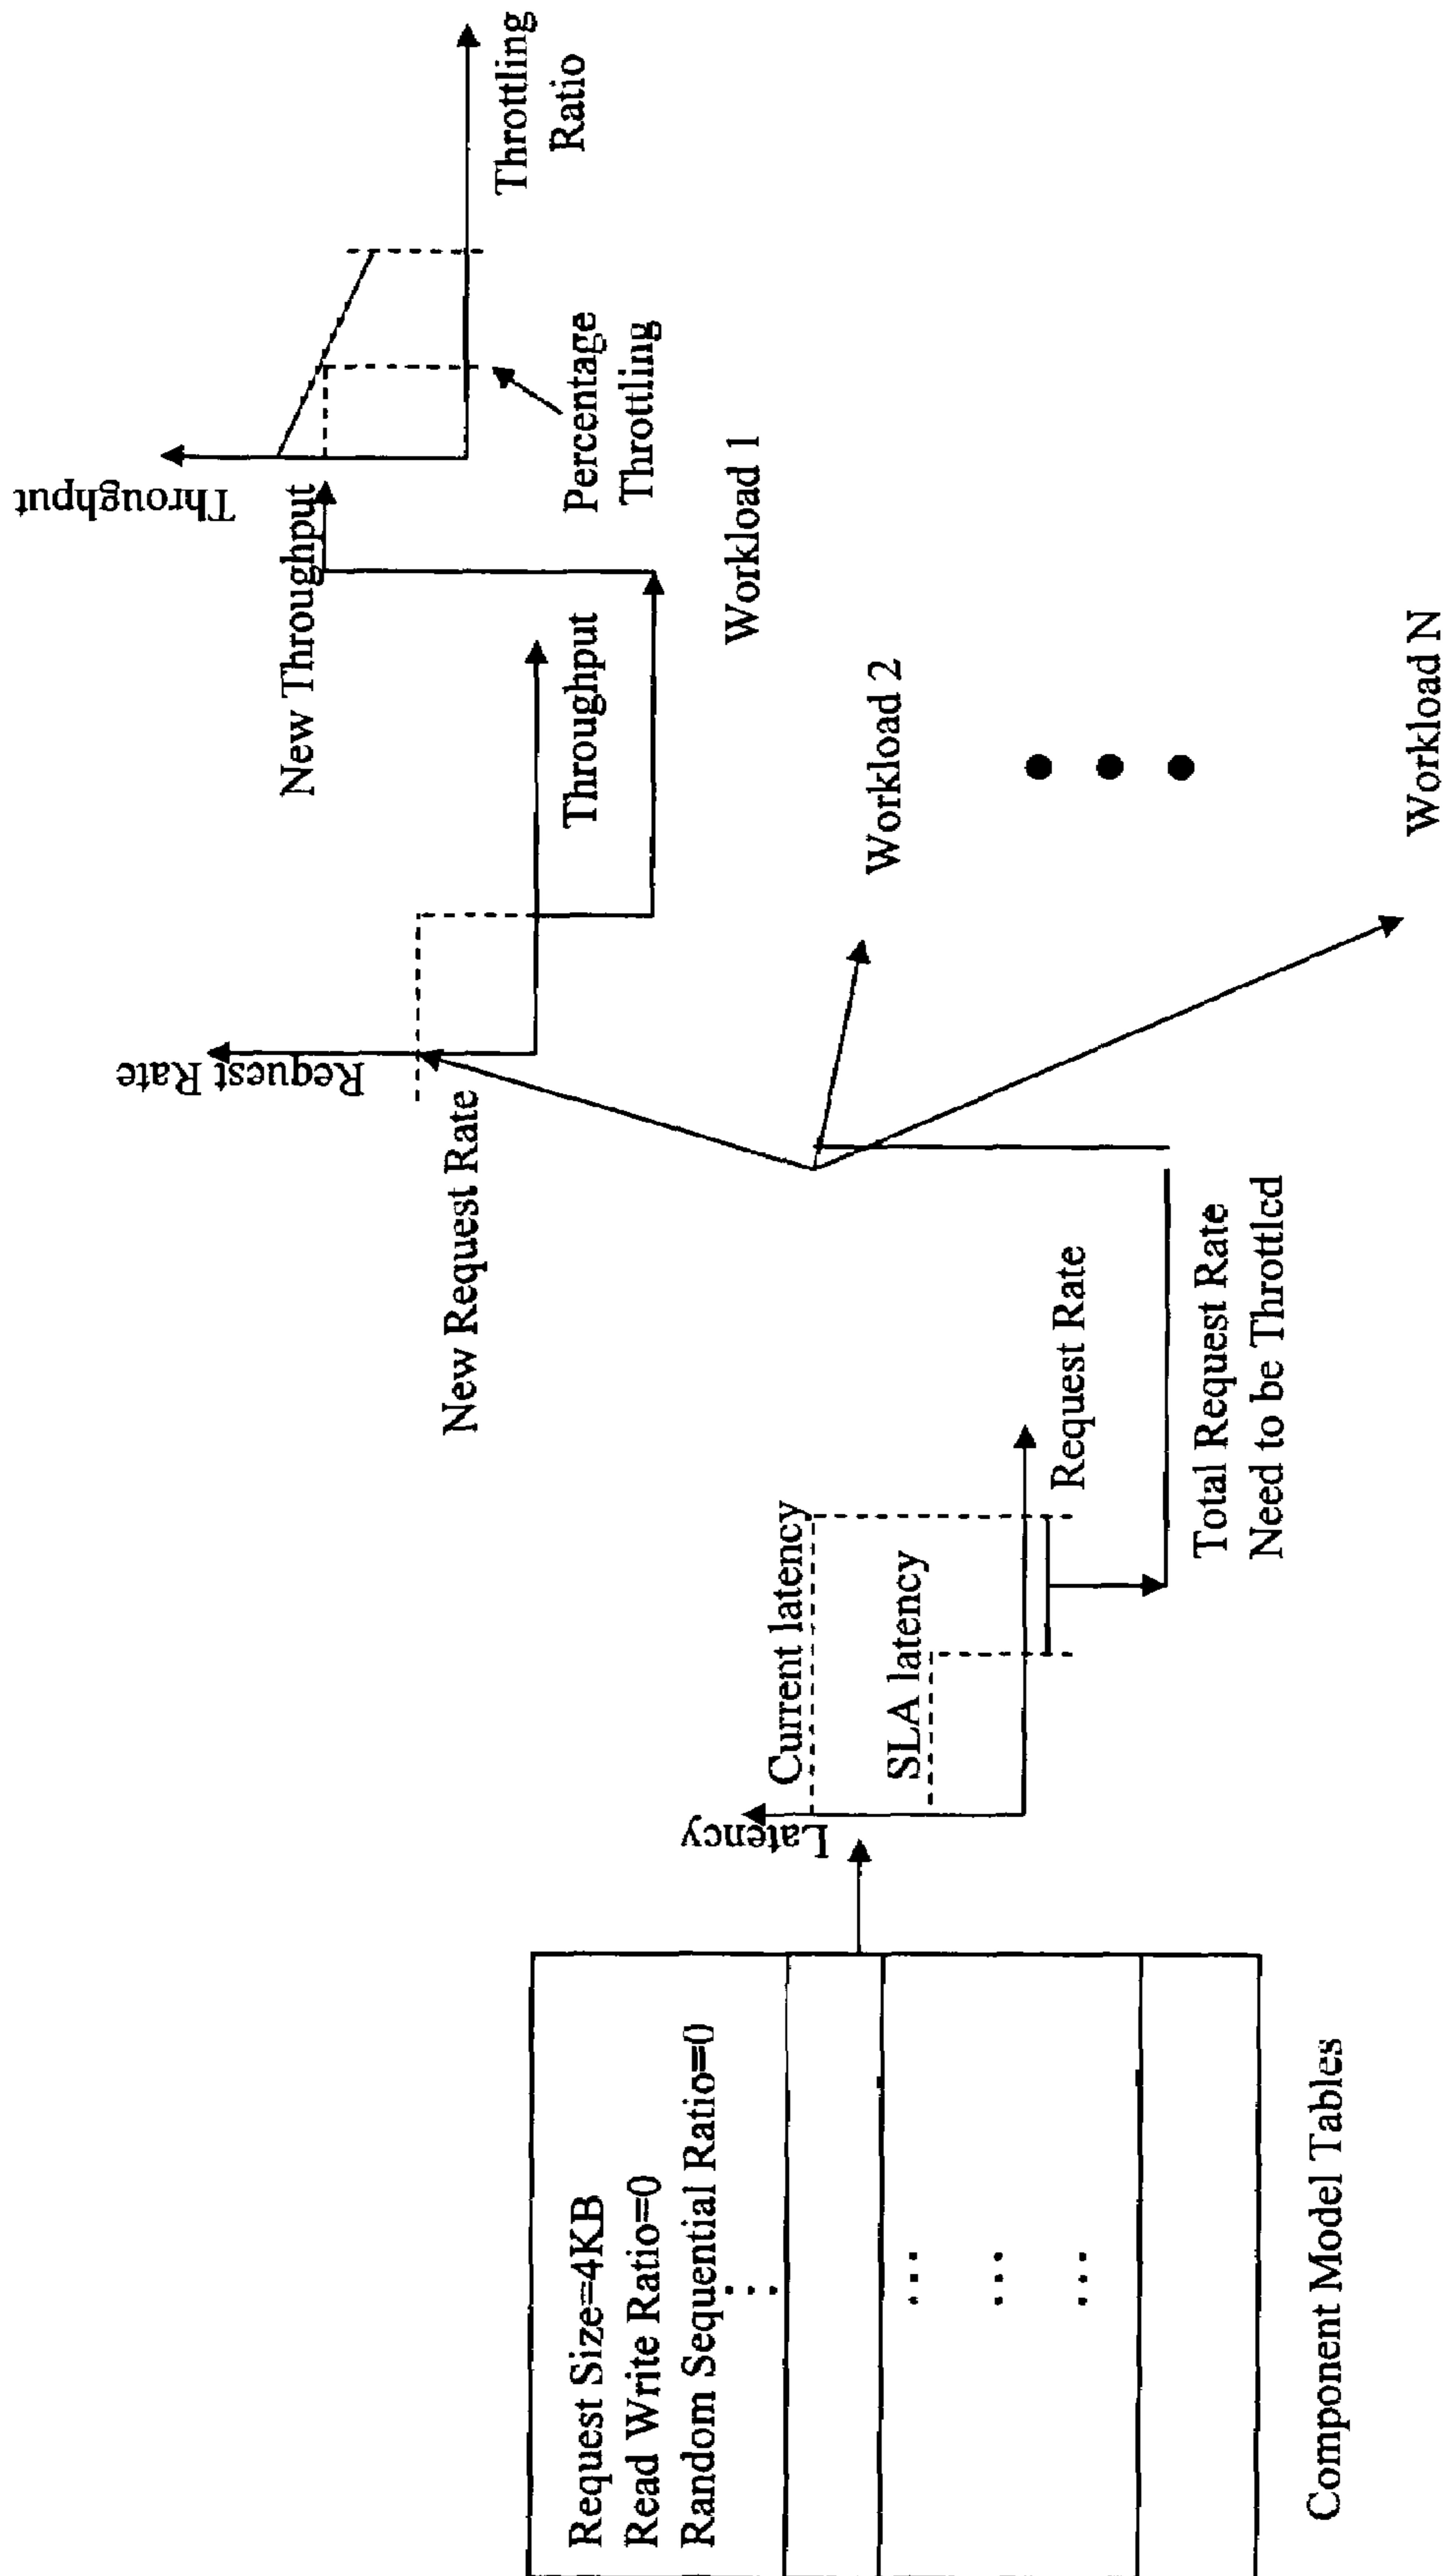 Request Size=4KB
Read Write Ratio=0
Random Sequential Ratio=0
Component Model Tables
Latency
Current latency
SLA latency
Request Rate
Total Request Rate
Need to be Throttled
New Request Rate
Request Rate
Throughput
New Throughput
Throughput
Throttling
Ratio
Percentage
Throttling
Workload 1
Workload 2
Workload N